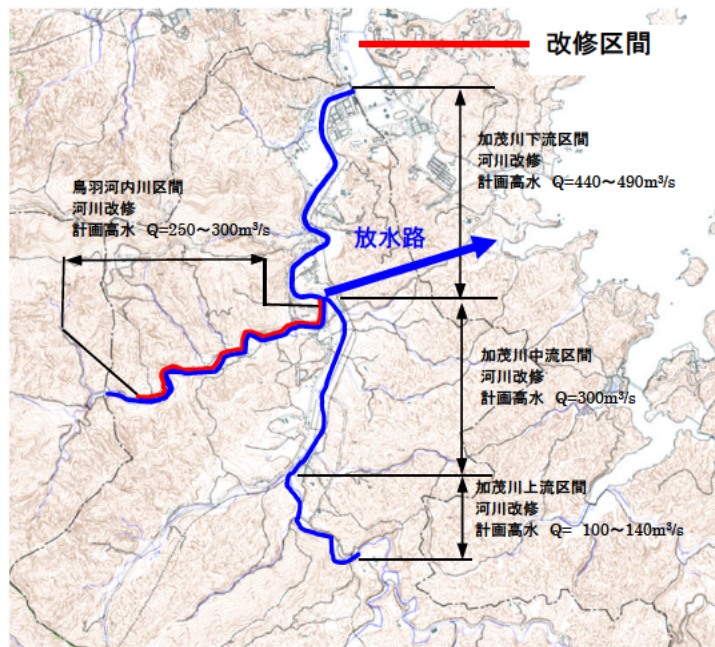 改修区間
加茂川下流区間
河川改修
計画高水 Q=440～490m³/s
鳥羽河内川区間
河川改修
計画高水 Q=250～300m³/s
放水路
加茂川中流区間
河川改修
計画高水 Q=300m³/s
加茂川上流区間
河川改修
計画高水 Q= 100～140m³/s